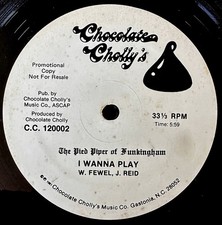 Chocolate
Cholly's
Promotional
Copy
Not For Resale
Pub. by
Chocolate Cholly's
Music Co., ASCAP
Produced by
Chocolate Cholly
C.C. 120002
33⅓ RPM
Time: 5:59
The Pied Piper of Funkingham
I WANNA PLAY
W. FEWEL, J. REID
Chocolate Cholly's Music Co. Gastonia, N.C. 28052